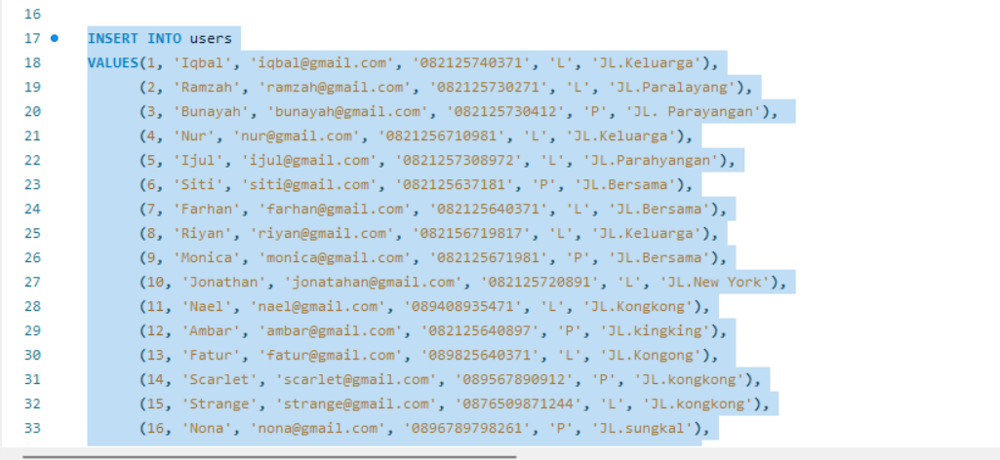 16
17 INSERT INTO users
18 VALUES(1, 'Iqbal', 'iqbal@gmail.com', '082125740371', 'L', 'JL.Keluarga'),
19 (2, 'Ramzah', 'ramzah@gmail.com', '082125730271', 'L', 'JL.Paralayang'),
20 (3, 'Bunayah', 'bunayah@gmail.com', '082125730412', 'P', 'JL. Parayangan'),
21 (4, 'Nur', 'nur@gmail.com', '0821256710981', 'L', 'JL.Keluarga'),
22 (5, 'Ijul', 'ijul@gmail.com', '0821257308972', 'L', 'JL.Parahyangan'),
23 (6, 'Siti', 'siti@gmail.com', '082125637181', 'P', 'JL.Bersama'),
24 (7, 'Farhan', 'farhan@gmail.com', '082125640371', 'L', 'JL.Bersama'),
25 (8, 'Riyan', 'riyan@gmail.com', '082156719817', 'L', 'JL.Keluarga'),
26 (9, 'Monica', 'monica@gmail.com', '082125671981', 'P', 'JL.Bersama'),
27 (10, 'Jonathan', 'jonatahan@gmail.com', '082125720891', 'L', 'JL.New York'),
28 (11, 'Nael', 'nael@gmail.com', '089408935471', 'L', 'JL.Kongkong'),
29 (12, 'Ambar', 'ambar@gmail.com', '082125640897', 'P', 'JL.kingking'),
30 (13, 'Fatur', 'fatur@gmail.com', '089825640371', 'L', 'JL.Kongong'),
31 (14, 'Scarlet', 'scarlet@gmail.com', '089567890912', 'P', 'JL.kongkong'),
32 (15, 'Strange', 'strange@gmail.com', '0876509871244', 'L', 'JL.kongkong'),
33 (16, 'Nona', 'nona@gmail.com', '0896789798261', 'P', 'JL.sungkal'),